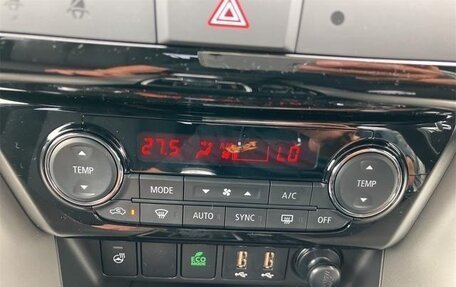 27.5 LO
TEMP
TEMP
MODE A/C
AUTO SYNC OFF
ECO